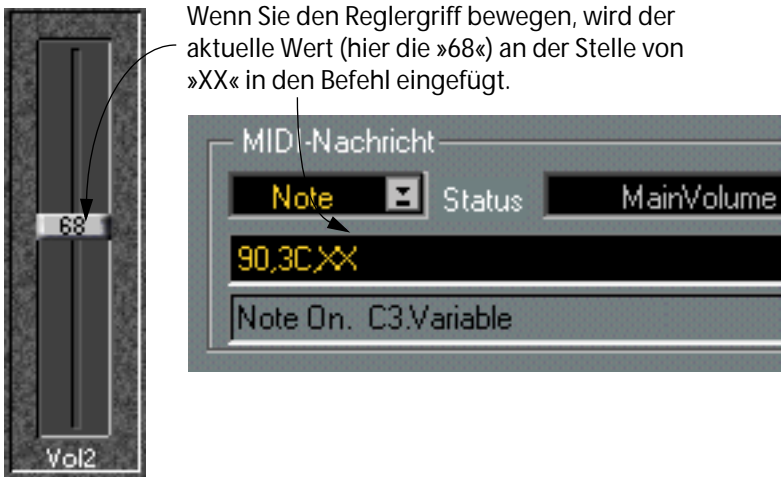 Wenn Sie den Reglergriff bewegen, wird der
aktuelle Wert (hier die »68«) an der Stelle von
»XX« in den Befehl eingefügt.
68
Vol2
MIDI-Nachricht
Note Status MainVolume
90,3C,XX
Note On. C3.Variable